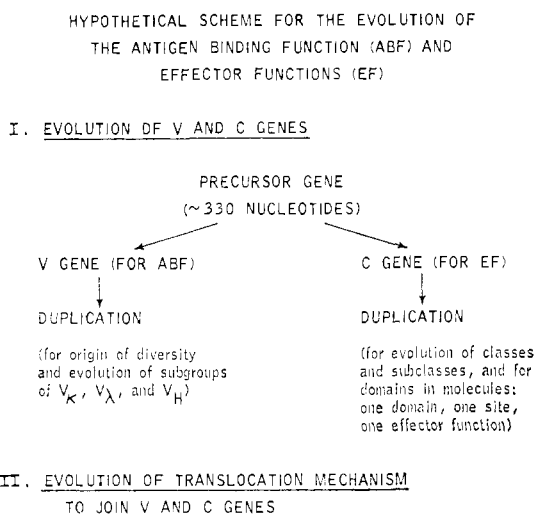 HYPOTHETICAL SCHEME FOR THE EVOLUTION OF
THE ANTIGEN BINDING FUNCTION (ABF) AND
EFFECTOR FUNCTIONS (EF)
I. EVOLUTION OF V AND C GENES
PRECURSOR GENE
(~330 NUCLEOTIDES)
V GENE (FOR ABF)
DUPLICATION
(for origin of diversity
and evolution of subgroups
of Vκ, Vλ, and VH)
C GENE (FOR EF)
DUPLICATION
(for evolution of classes
and subclasses, and for
domains in molecules:
one domain, one site,
one effector function)
II. EVOLUTION OF TRANSLOCATION MECHANISM
TO JOIN V AND C GENES